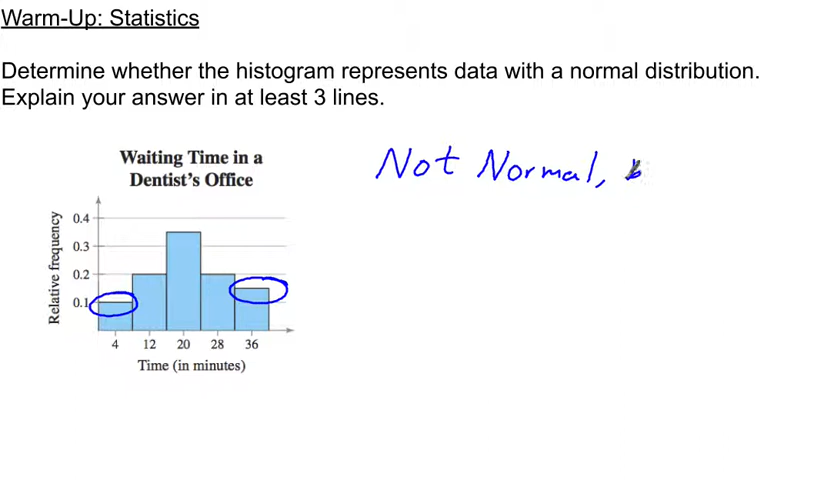 Warm-Up: Statistics
Determine whether the histogram represents data with a normal distribution.
Explain your answer in at least 3 lines.
Waiting Time in a
Dentist's Office
Not Normal, b
Relative frequency
0.4
0.3
0.2
0.1
4 12 20 28 36
Time (in minutes)